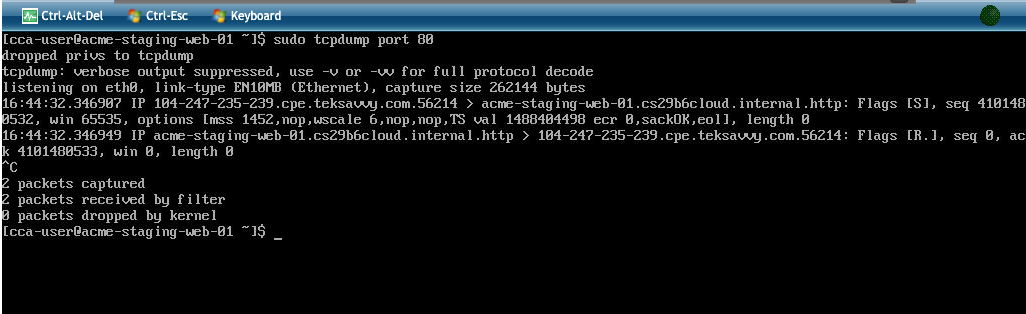 Ctrl-Alt-Del Ctrl-Esc Keyboard
[cca-user@acme-staging-web-01 ~]$ sudo tcpdump port 80
dropped privs to tcpdump
tcpdump: verbose output suppressed, use -v or -vv for full protocol decode
listening on eth0, link-type EN10MB (Ethernet), capture size 262144 bytes
16:44:32.346907 IP 104-247-235-239.cpe.teksavvy.com.56214 > acme-staging-web-01.cs29b6cloud.internal.http: Flags [S], seq 410148
0532, win 65535, options [mss 1452,nop,wscale 6,nop,nop,TS val 1488404498 ecr 0,sackOK,eol], length 0
16:44:32.346949 IP acme-staging-web-01.cs29b6cloud.internal.http > 104-247-235-239.cpe.teksavvy.com.56214: Flags [R.], seq 0, ac
k 4101480533, win 0, length 0
^C
2 packets captured
2 packets received by filter
0 packets dropped by kernel
[cca-user@acme-staging-web-01 ~]$ _